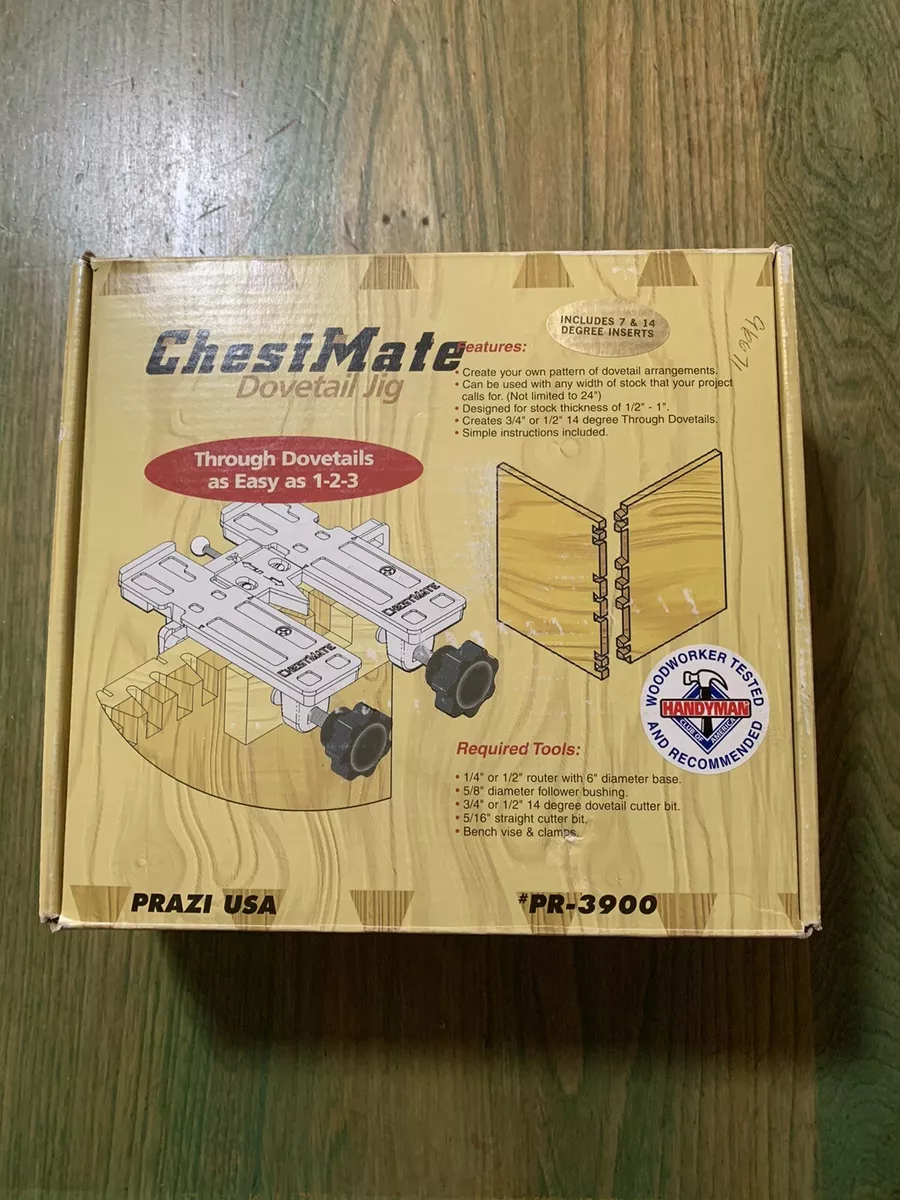 ChestMate
Dovetail Jig
INCLUDES 7 & 14
DEGREE INSERTS
Features:
• Create your own pattern of dovetail arrangements.
• Can be used with any width of stock that your project
calls for. (Not limited to 24")
• Designed for stock thickness of 1/2" - 1".
• Creates 3/4" or 1/2" 14 degree Through Dovetails.
• Simple instructions included.
Through Dovetails
as Easy as 1-2-3
CHESTMATE
CHESTMATE
WOODWORKER TESTED
HANDYMAN
CLUB OF AMERICA
AND RECOMMENDED
Required Tools:
• 1/4" or 1/2" router with 6" diameter base.
• 5/8" diameter follower bushing.
• 3/4" or 1/2" 14 degree dovetail cutter bit.
• 5/16" straight cutter bit.
• Bench vise & clamps.
PRAZI USA
#PR-3900